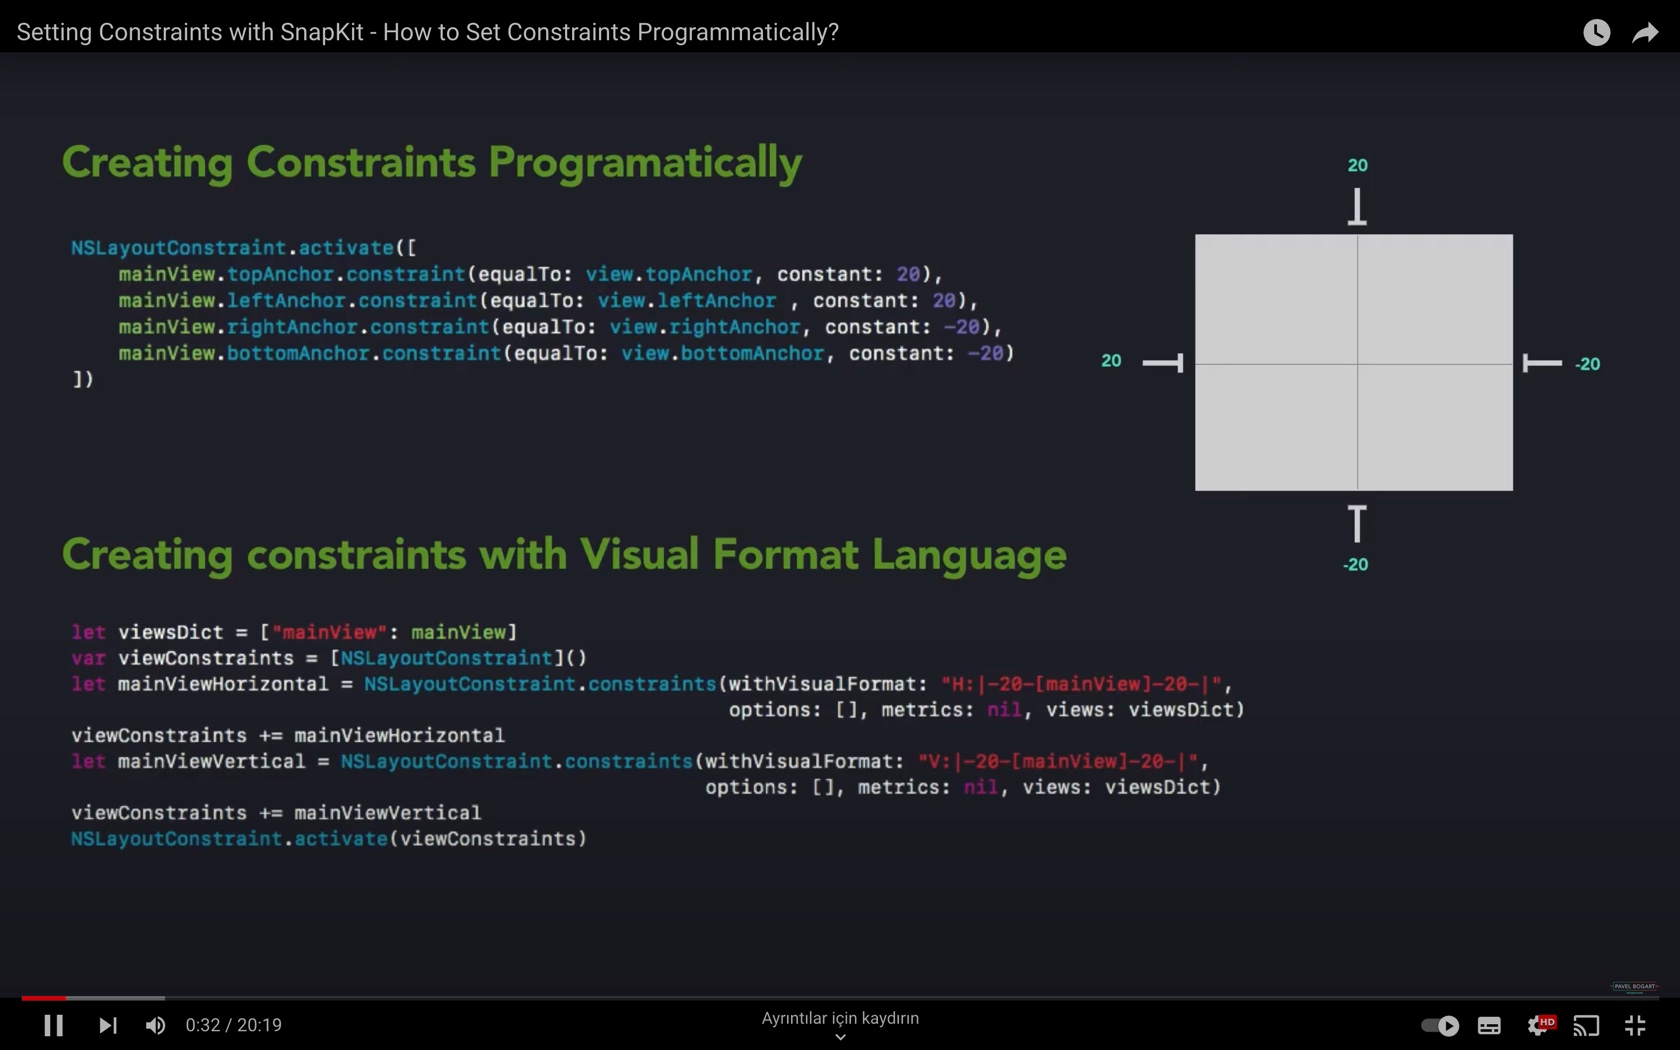 Setting Constraints with SnapKit - How to Set Constraints Programmatically?
Creating Constraints Programatically
NSLayoutConstraint.activate([
mainView.topAnchor.constraint(equalTo: view.topAnchor, constant: 20),
mainView.leftAnchor.constraint(equalTo: view.leftAnchor , constant: 20),
mainView.rightAnchor.constraint(equalTo: view.rightAnchor, constant: -20),
mainView.bottomAnchor.constraint(equalTo: view.bottomAnchor, constant: -20)
])
20
20
-20
-20
Creating constraints with Visual Format Language
let viewsDict = ["mainView": mainView]
var viewConstraints = [NSLayoutConstraint]()
let mainViewHorizontal = NSLayoutConstraint.constraints(withVisualFormat: "H:|-20-[mainView]-20-|",
options: [], metrics: nil, views: viewsDict)
viewConstraints += mainViewHorizontal
let mainViewVertical = NSLayoutConstraint.constraints(withVisualFormat: "V:|-20-[mainView]-20-|",
options: [], metrics: nil, views: viewsDict)
viewConstraints += mainViewVertical
NSLayoutConstraint.activate(viewConstraints)
PAVEL BOGART
0:32 / 20:19
Ayrıntılar için kaydırın
HD